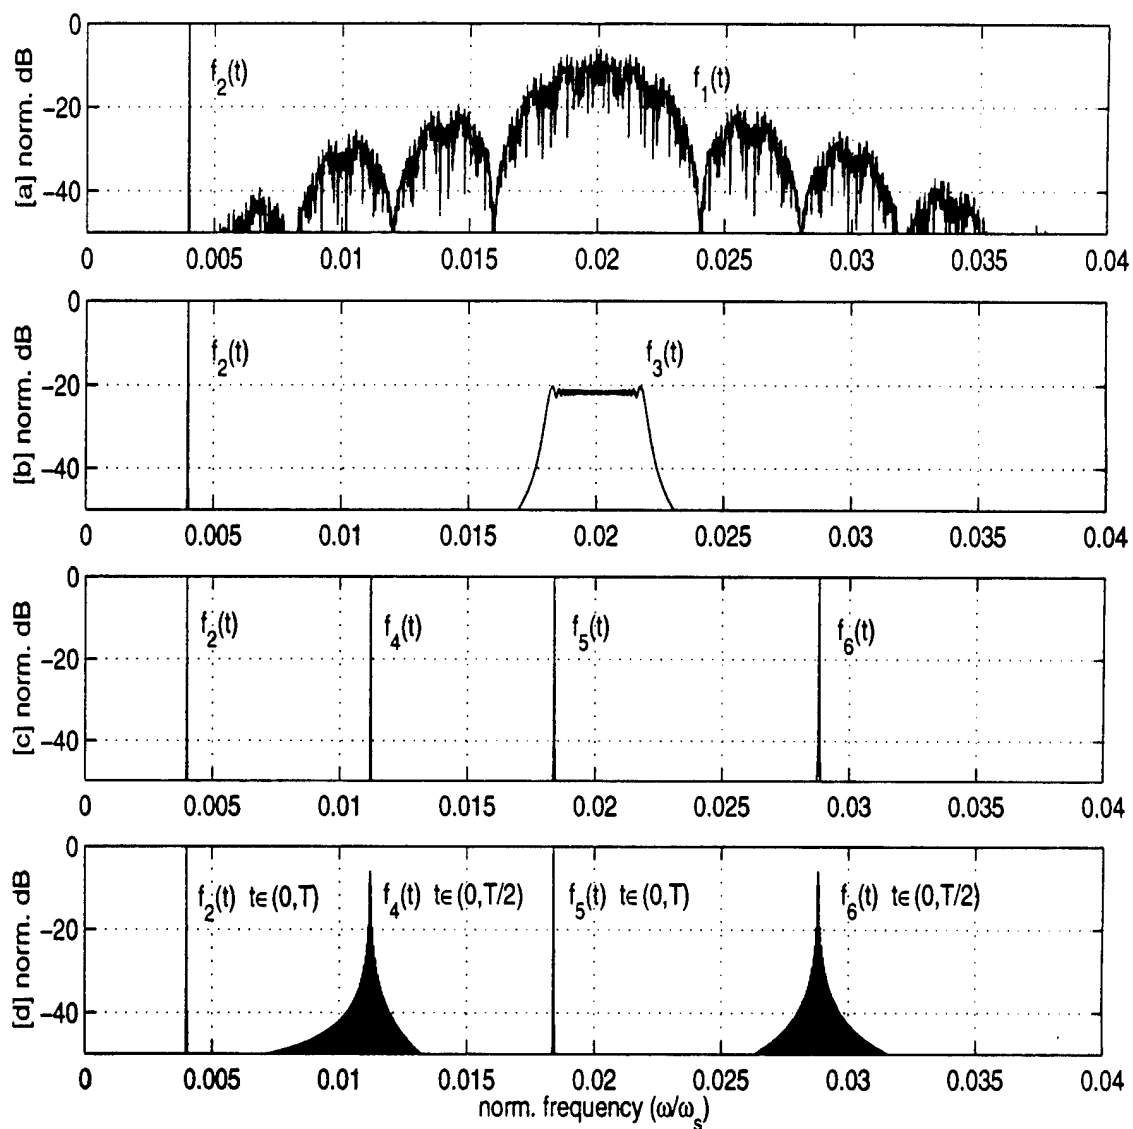 [a] norm. dB
0
−20
−40
f2(t)
f1(t)
0 0.005 0.01 0.015 0.02 0.025 0.03 0.035 0.04
[b] norm. dB
0
−20
−40
f2(t)
f3(t)
0 0.005 0.01 0.015 0.02 0.025 0.03 0.035 0.04
[c] norm. dB
0
−20
−40
f2(t)
f4(t)
f5(t)
f6(t)
0 0.005 0.01 0.015 0.02 0.025 0.03 0.035 0.04
[d] norm. dB
0
−20
−40
f2(t) t∈(0,T)
f4(t) t∈(0,T/2)
f5(t) t∈(0,T)
f6(t) t∈(0,T/2)
0 0.005 0.01 0.015 0.02 0.025 0.03 0.035 0.04
norm. frequency (ω/ωs)